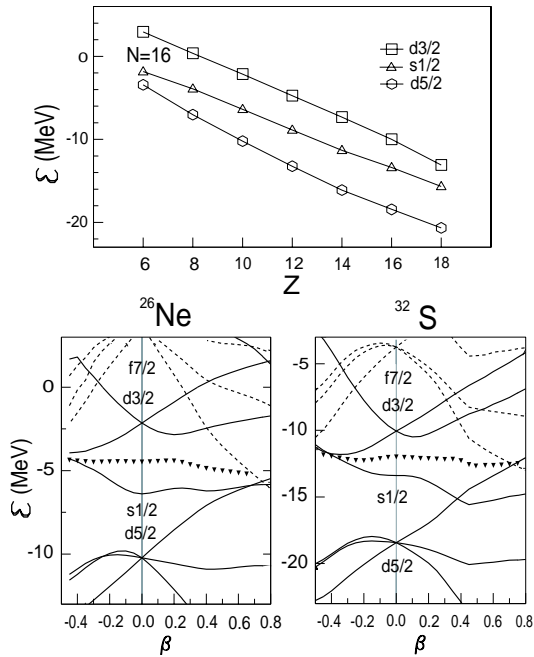 N=16
d3/2
s1/2
d5/2
ε (MeV)
0
-10
-20
6 8 10 12 14 16 18
Z
26Ne
32 S
ε (MeV)
0
-5
-10
f7/2
d3/2
s1/2
d5/2
-0.4 -0.2 0.0 0.2 0.4 0.6 0.8
β
-5
-10
-15
-20
f7/2
d3/2
s1/2
d5/2
-0.4 -0.2 0.0 0.2 0.4 0.6 0.8
β